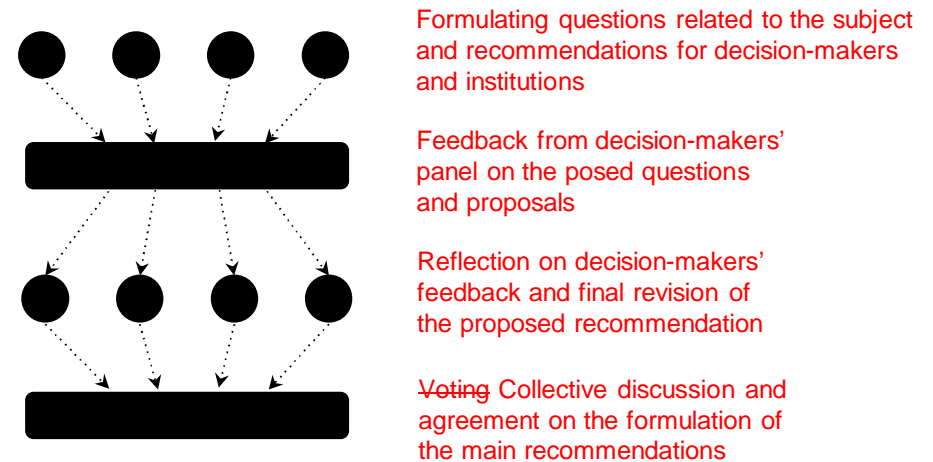 Formulating questions related to the subject
and recommendations for decision-makers
and institutions
Feedback from decision-makers’
panel on the posed questions
and proposals
Reflection on decision-makers’
feedback and final revision of
the proposed recommendation
Voting Collective discussion and
agreement on the formulation of
the main recommendations